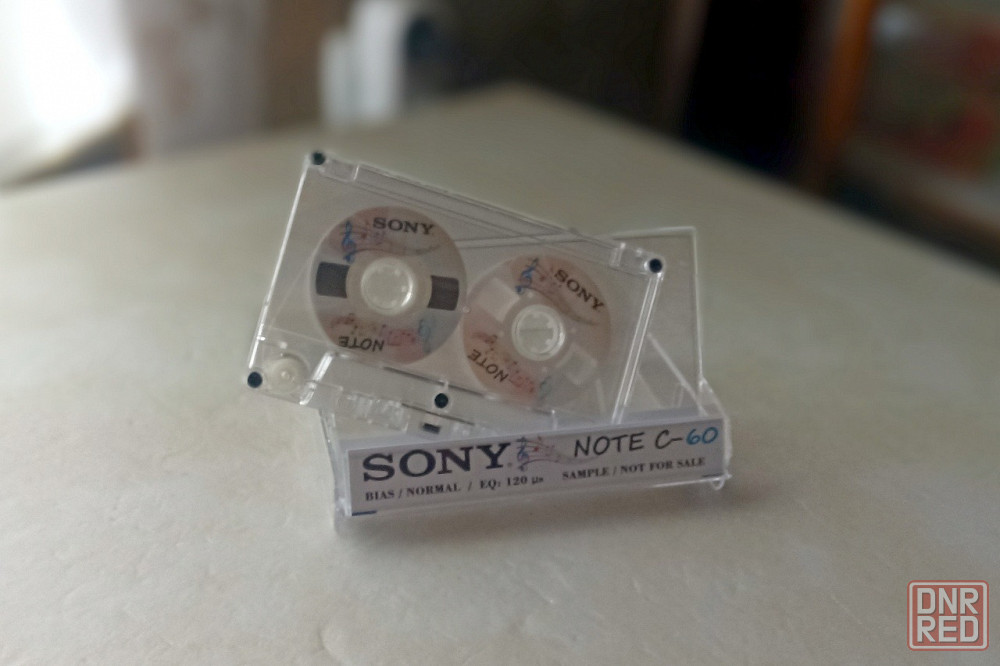 SONY
NOTE
SONY
NOTE
SONY
NOTE C-60
BIAS / NORMAL / EQ: 120 µs
SAMPLE / NOT FOR SALE
DNR
RED